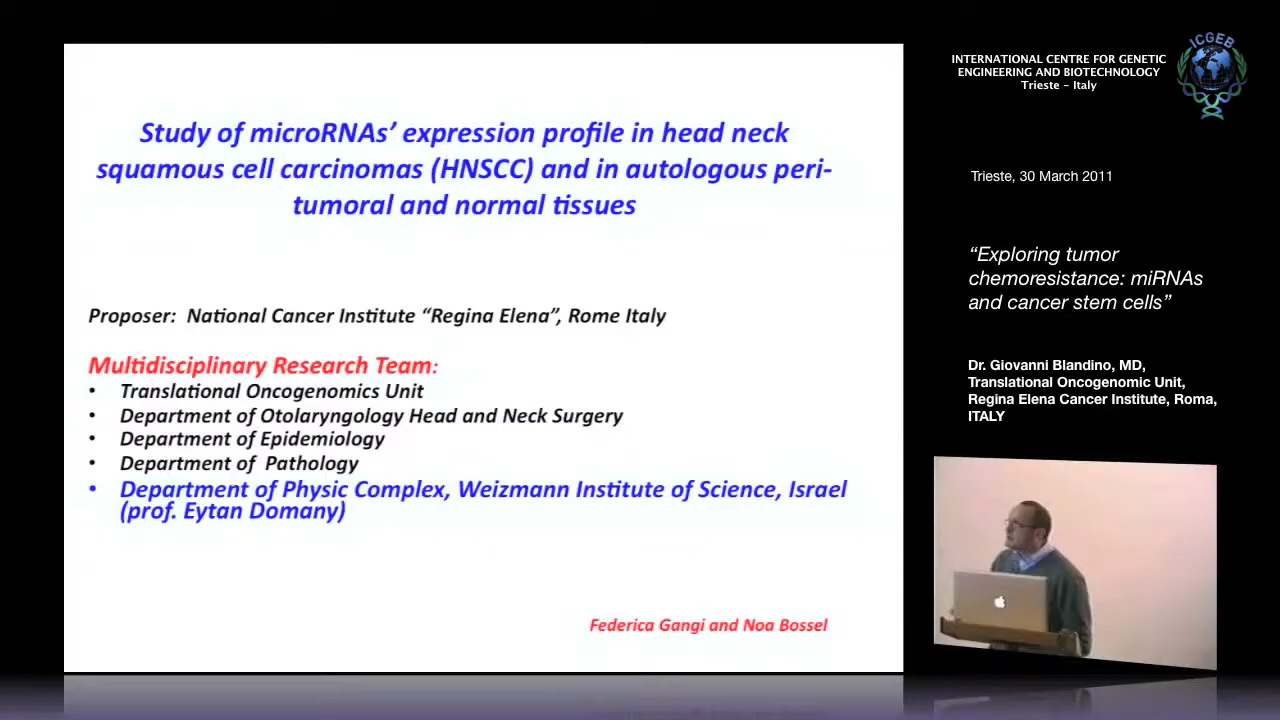 Study of microRNAs’ expression profile in head neck
squamous cell carcinomas (HNSCC) and in autologous peri-
tumoral and normal tissues
Proposer: National Cancer Institute “Regina Elena”, Rome Italy
Multidisciplinary Research Team:
• Translational Oncogenomics Unit
• Department of Otolaryngology Head and Neck Surgery
• Department of Epidemiology
• Department of Pathology
• Department of Physic Complex, Weizmann Institute of Science, Israel
(prof. Eytan Domany)
Federica Gangi and Noa Bossel
INTERNATIONAL CENTRE FOR GENETIC
ENGINEERING AND BIOTECHNOLOGY
Trieste - Italy
ICGEB
Trieste, 30 March 2011
“Exploring tumor
chemoresistance: miRNAs
and cancer stem cells”
Dr. Giovanni Blandino, MD,
Translational Oncogenomic Unit,
Regina Elena Cancer Institute, Roma,
ITALY